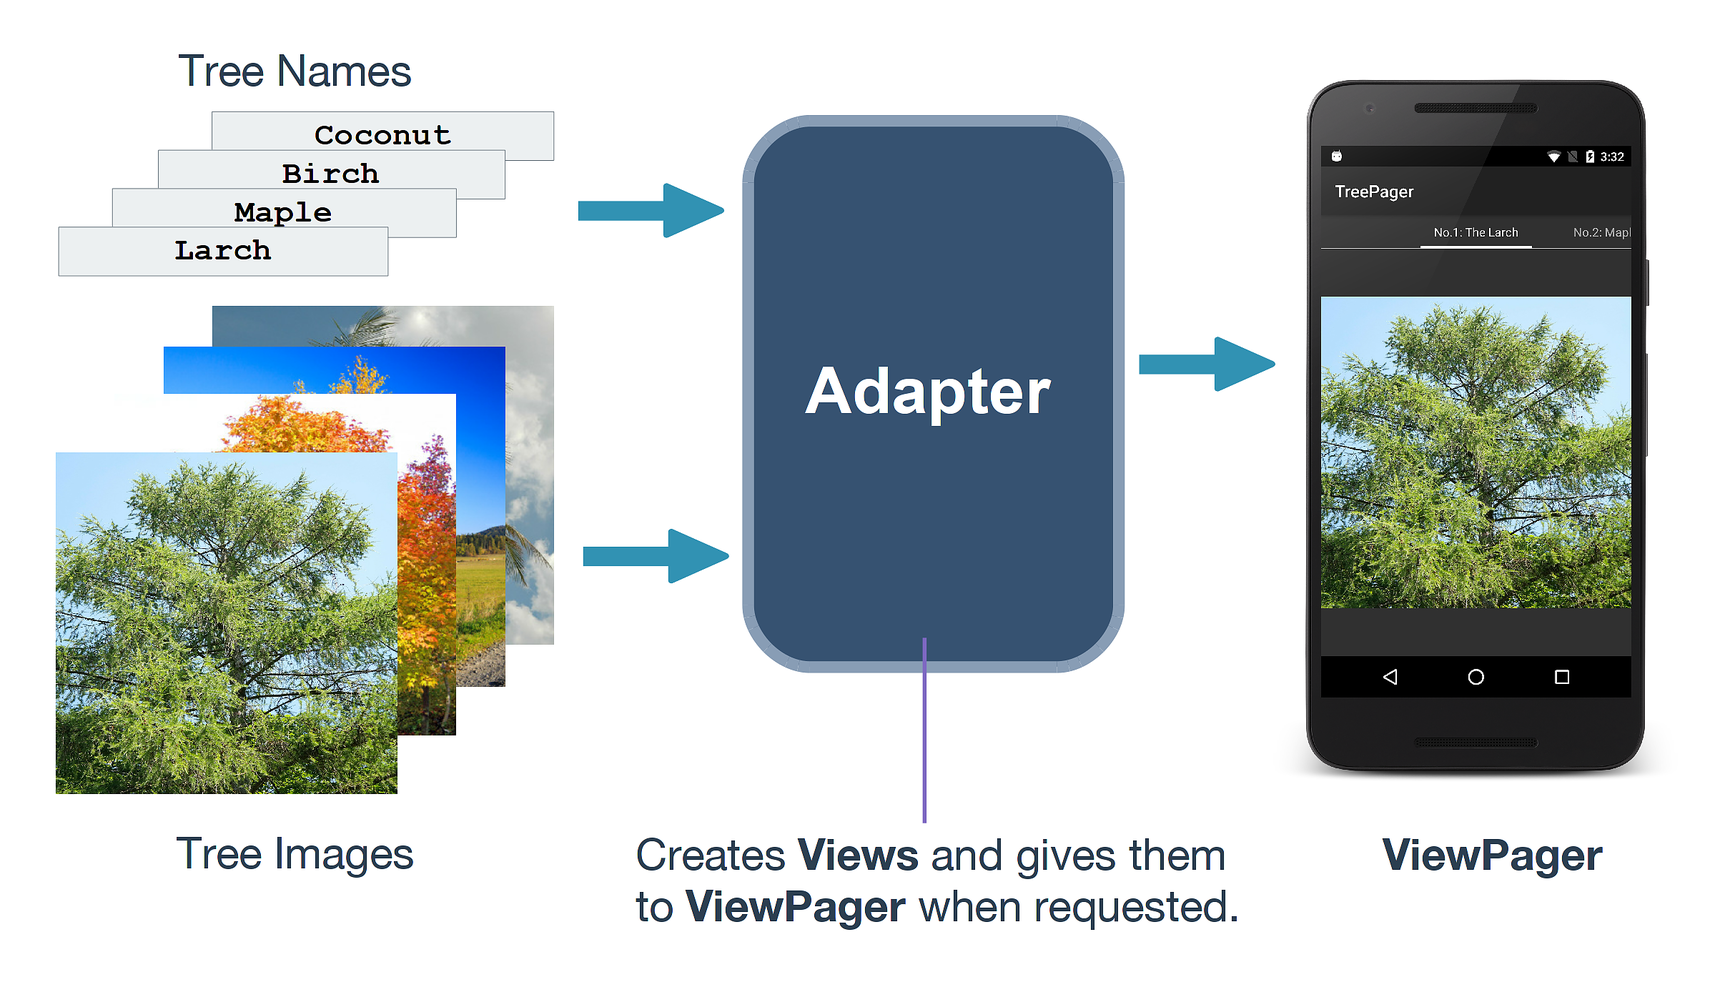 Tree Names
Coconut
Birch
Maple
Larch
Tree Images
Adapter
Creates Views and gives them
to ViewPager when requested.
3:32
TreePager
No.1: The Larch
No.2: Mapl
ViewPager